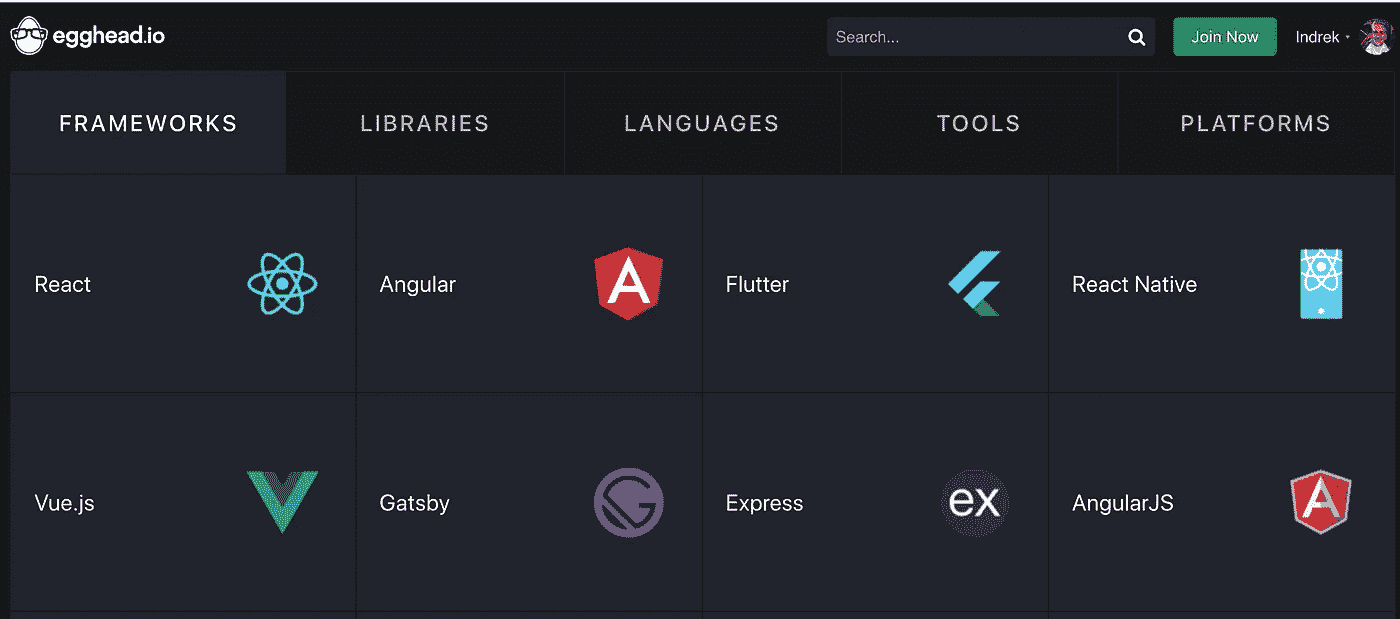 egghead.io
Search...
Join Now
Indrek
FRAMEWORKS
LIBRARIES
LANGUAGES
TOOLS
PLATFORMS
React
Angular
Flutter
React Native
Vue.js
Gatsby
Express
ex
AngularJS